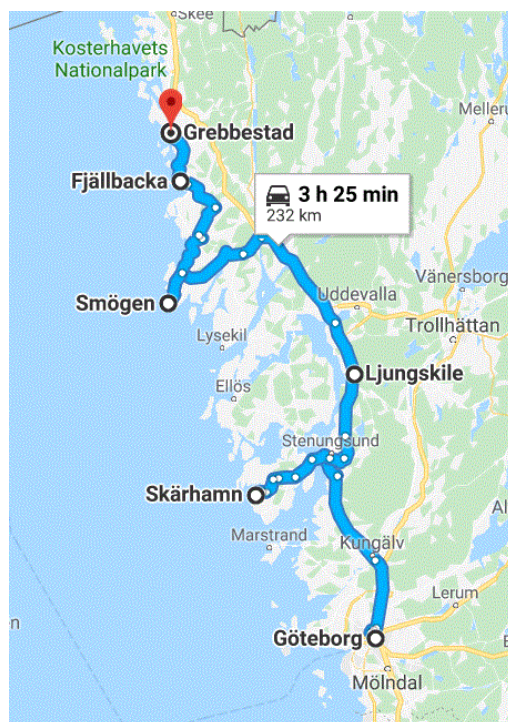 Skee
Kosterhavets
Nationalpark
Grebbestad
Fjällbacka
3 h 25 min
232 km
Vänersborg
Smögen
Uddevalla
Trollhättan
Lysekil
Ljungskile
Ellös
Stenungsund
Skärhamn
Marstrand
Kungälv
Lerum
Göteborg
Mölndal